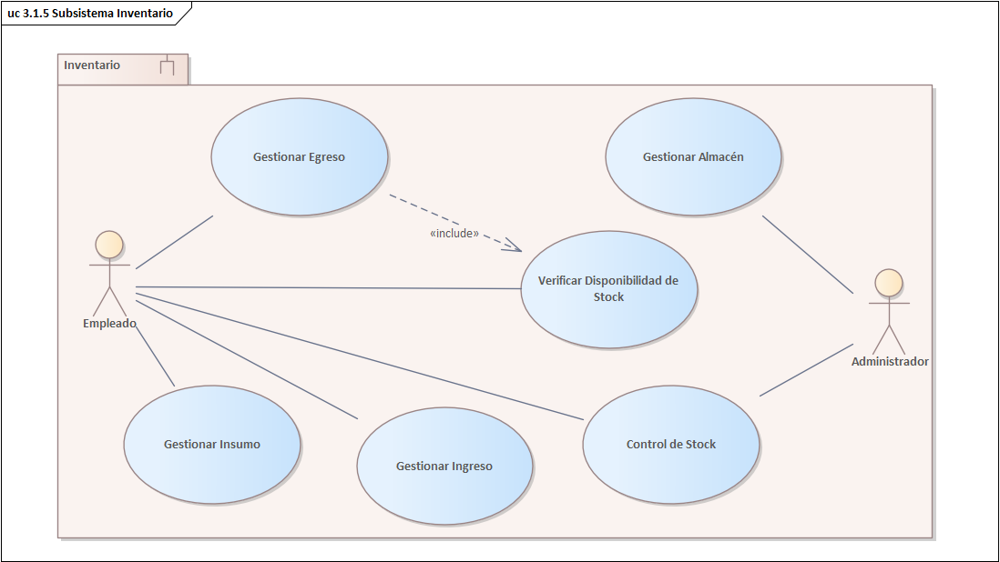 uc 3.1.5 Subsistema Inventario
Inventario
Gestionar Egreso
Gestionar Almacén
«include»
Verificar Disponibilidad de
Stock
Empleado
Administrador
Gestionar Insumo
Gestionar Ingreso
Control de Stock